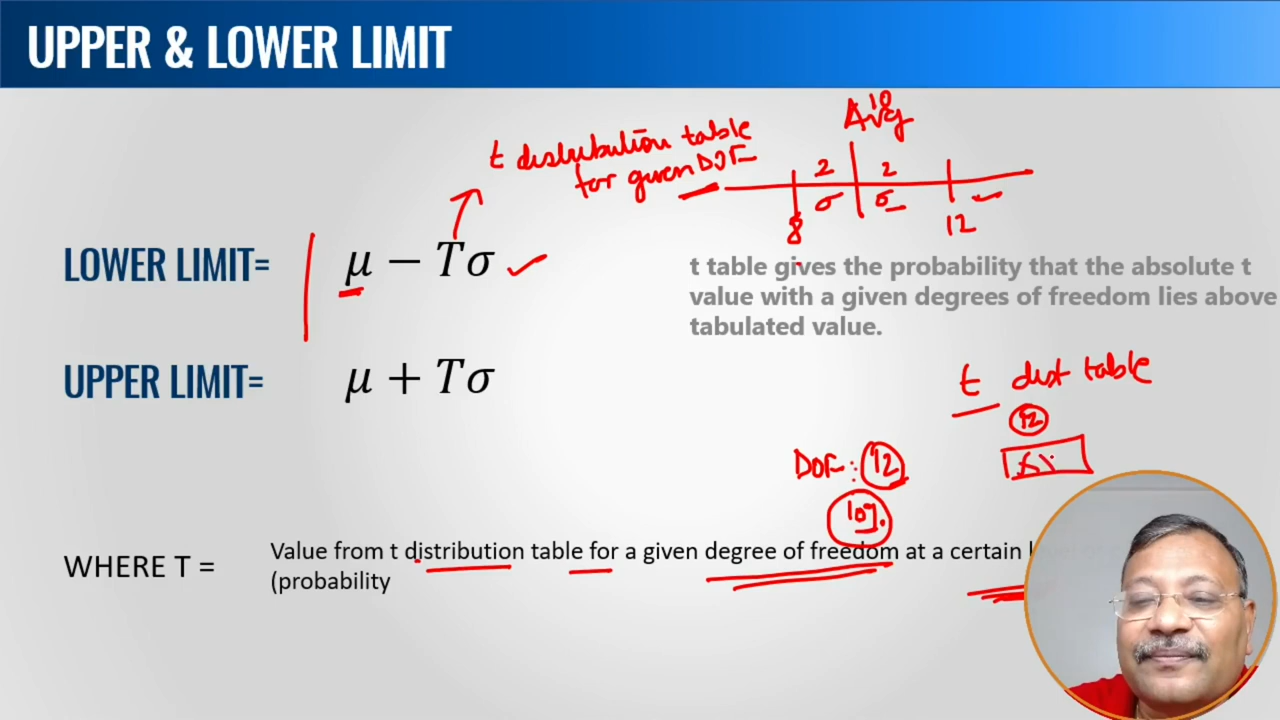 UPPER & LOWER LIMIT
Avg 10
t distribution table
for given DOF
2 2
σ σ
8 12
LOWER LIMIT= μ − Tσ
t table gives the probability that the absolute t
value with a given degrees of freedom lies above
tabulated value.
UPPER LIMIT= μ + Tσ
t dist table
12
DOF: 12
10%
WHERE T =
Value from t distribution table for a given degree of freedom at a certain
(probability